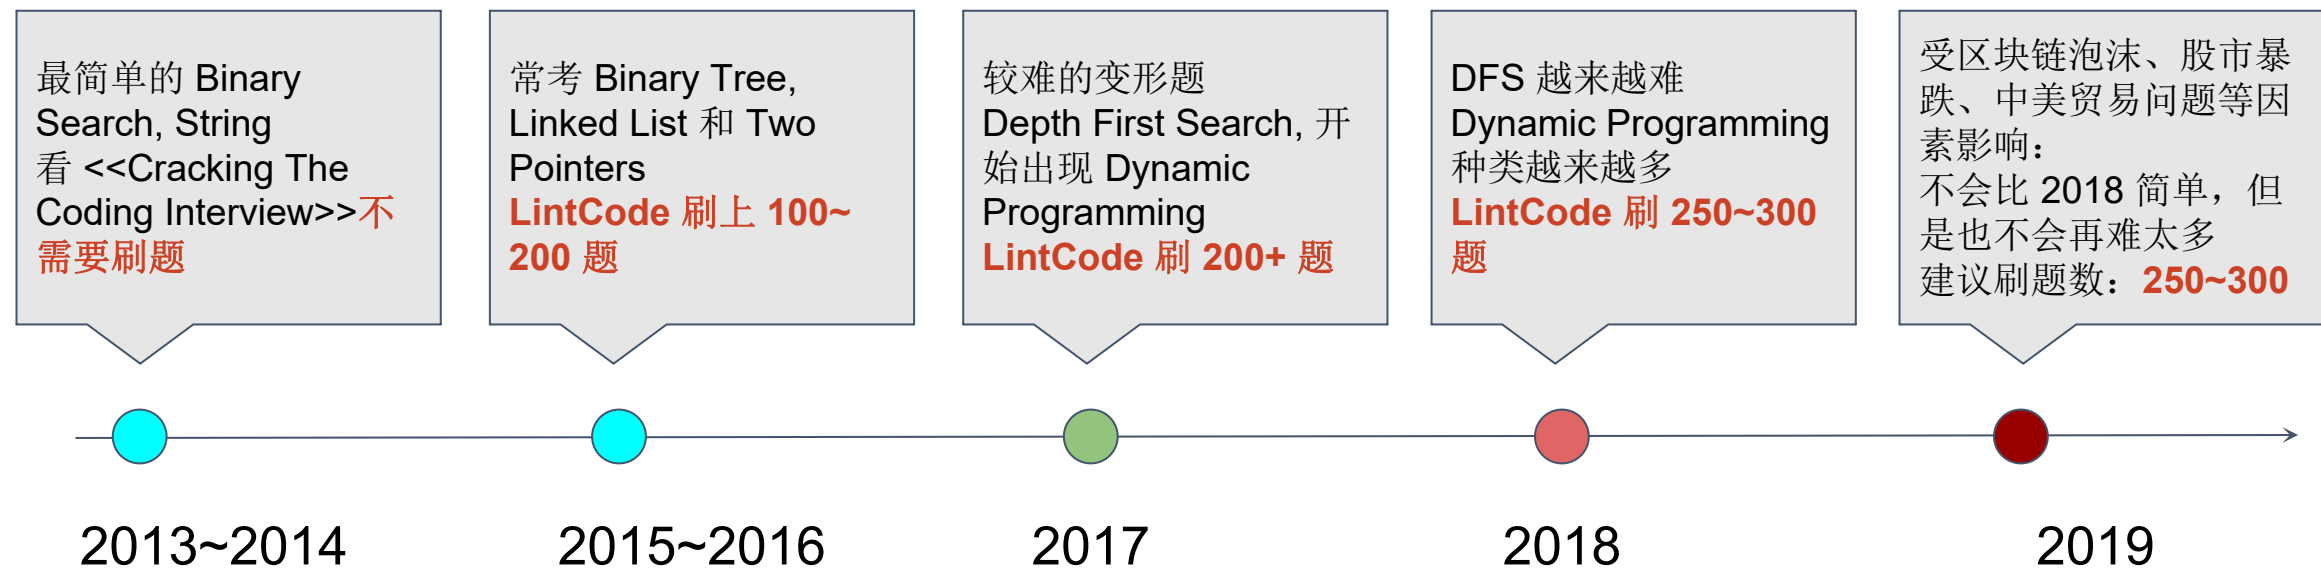 最简单的 Binary
Search, String
看 <<Cracking The
Coding Interview>>不
需要刷题
常考 Binary Tree,
Linked List 和 Two
Pointers
LintCode 刷上 100~
200 题
较难的变形题
Depth First Search, 开
始出现 Dynamic
Programming
LintCode 刷 200+ 题
DFS 越来越难
Dynamic Programming
种类越来越多
LintCode 刷 250~300
题
受区块链泡沫、股市暴
跌、中美贸易问题等因
素影响：
不会比 2018 简单，但
是也不会再难太多
建议刷题数：250~300
2013~2014
2015~2016
2017
2018
2019